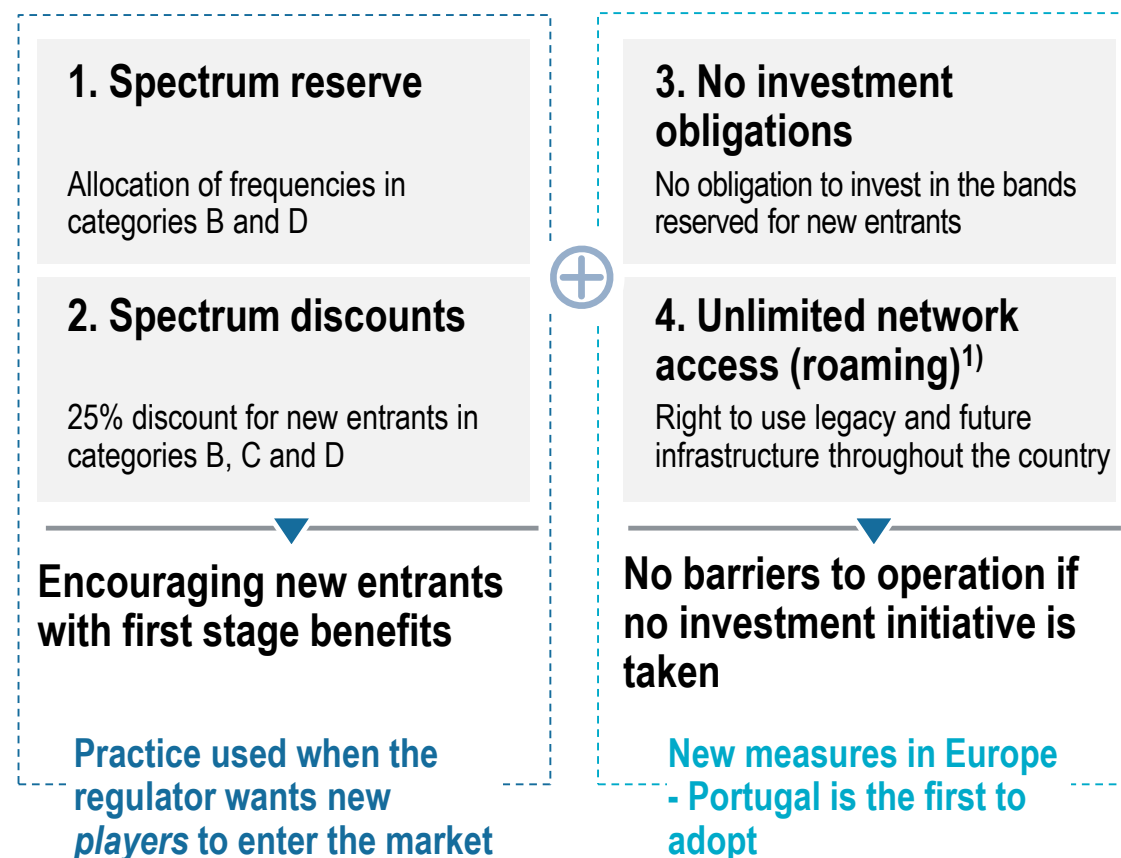 1. Spectrum reserve
Allocation of frequencies in
categories B and D
2. Spectrum discounts
25% discount for new entrants in
categories B, C and D
Encouraging new entrants
with first stage benefits
Practice used when the
regulator wants new
players to enter the market
3. No investment
obligations
No obligation to invest in the bands
reserved for new entrants
4. Unlimited network
access (roaming)1)
Right to use legacy and future
infrastructure throughout the country
No barriers to operation if
no investment initiative is
taken
New measures in Europe
- Portugal is the first to
adopt